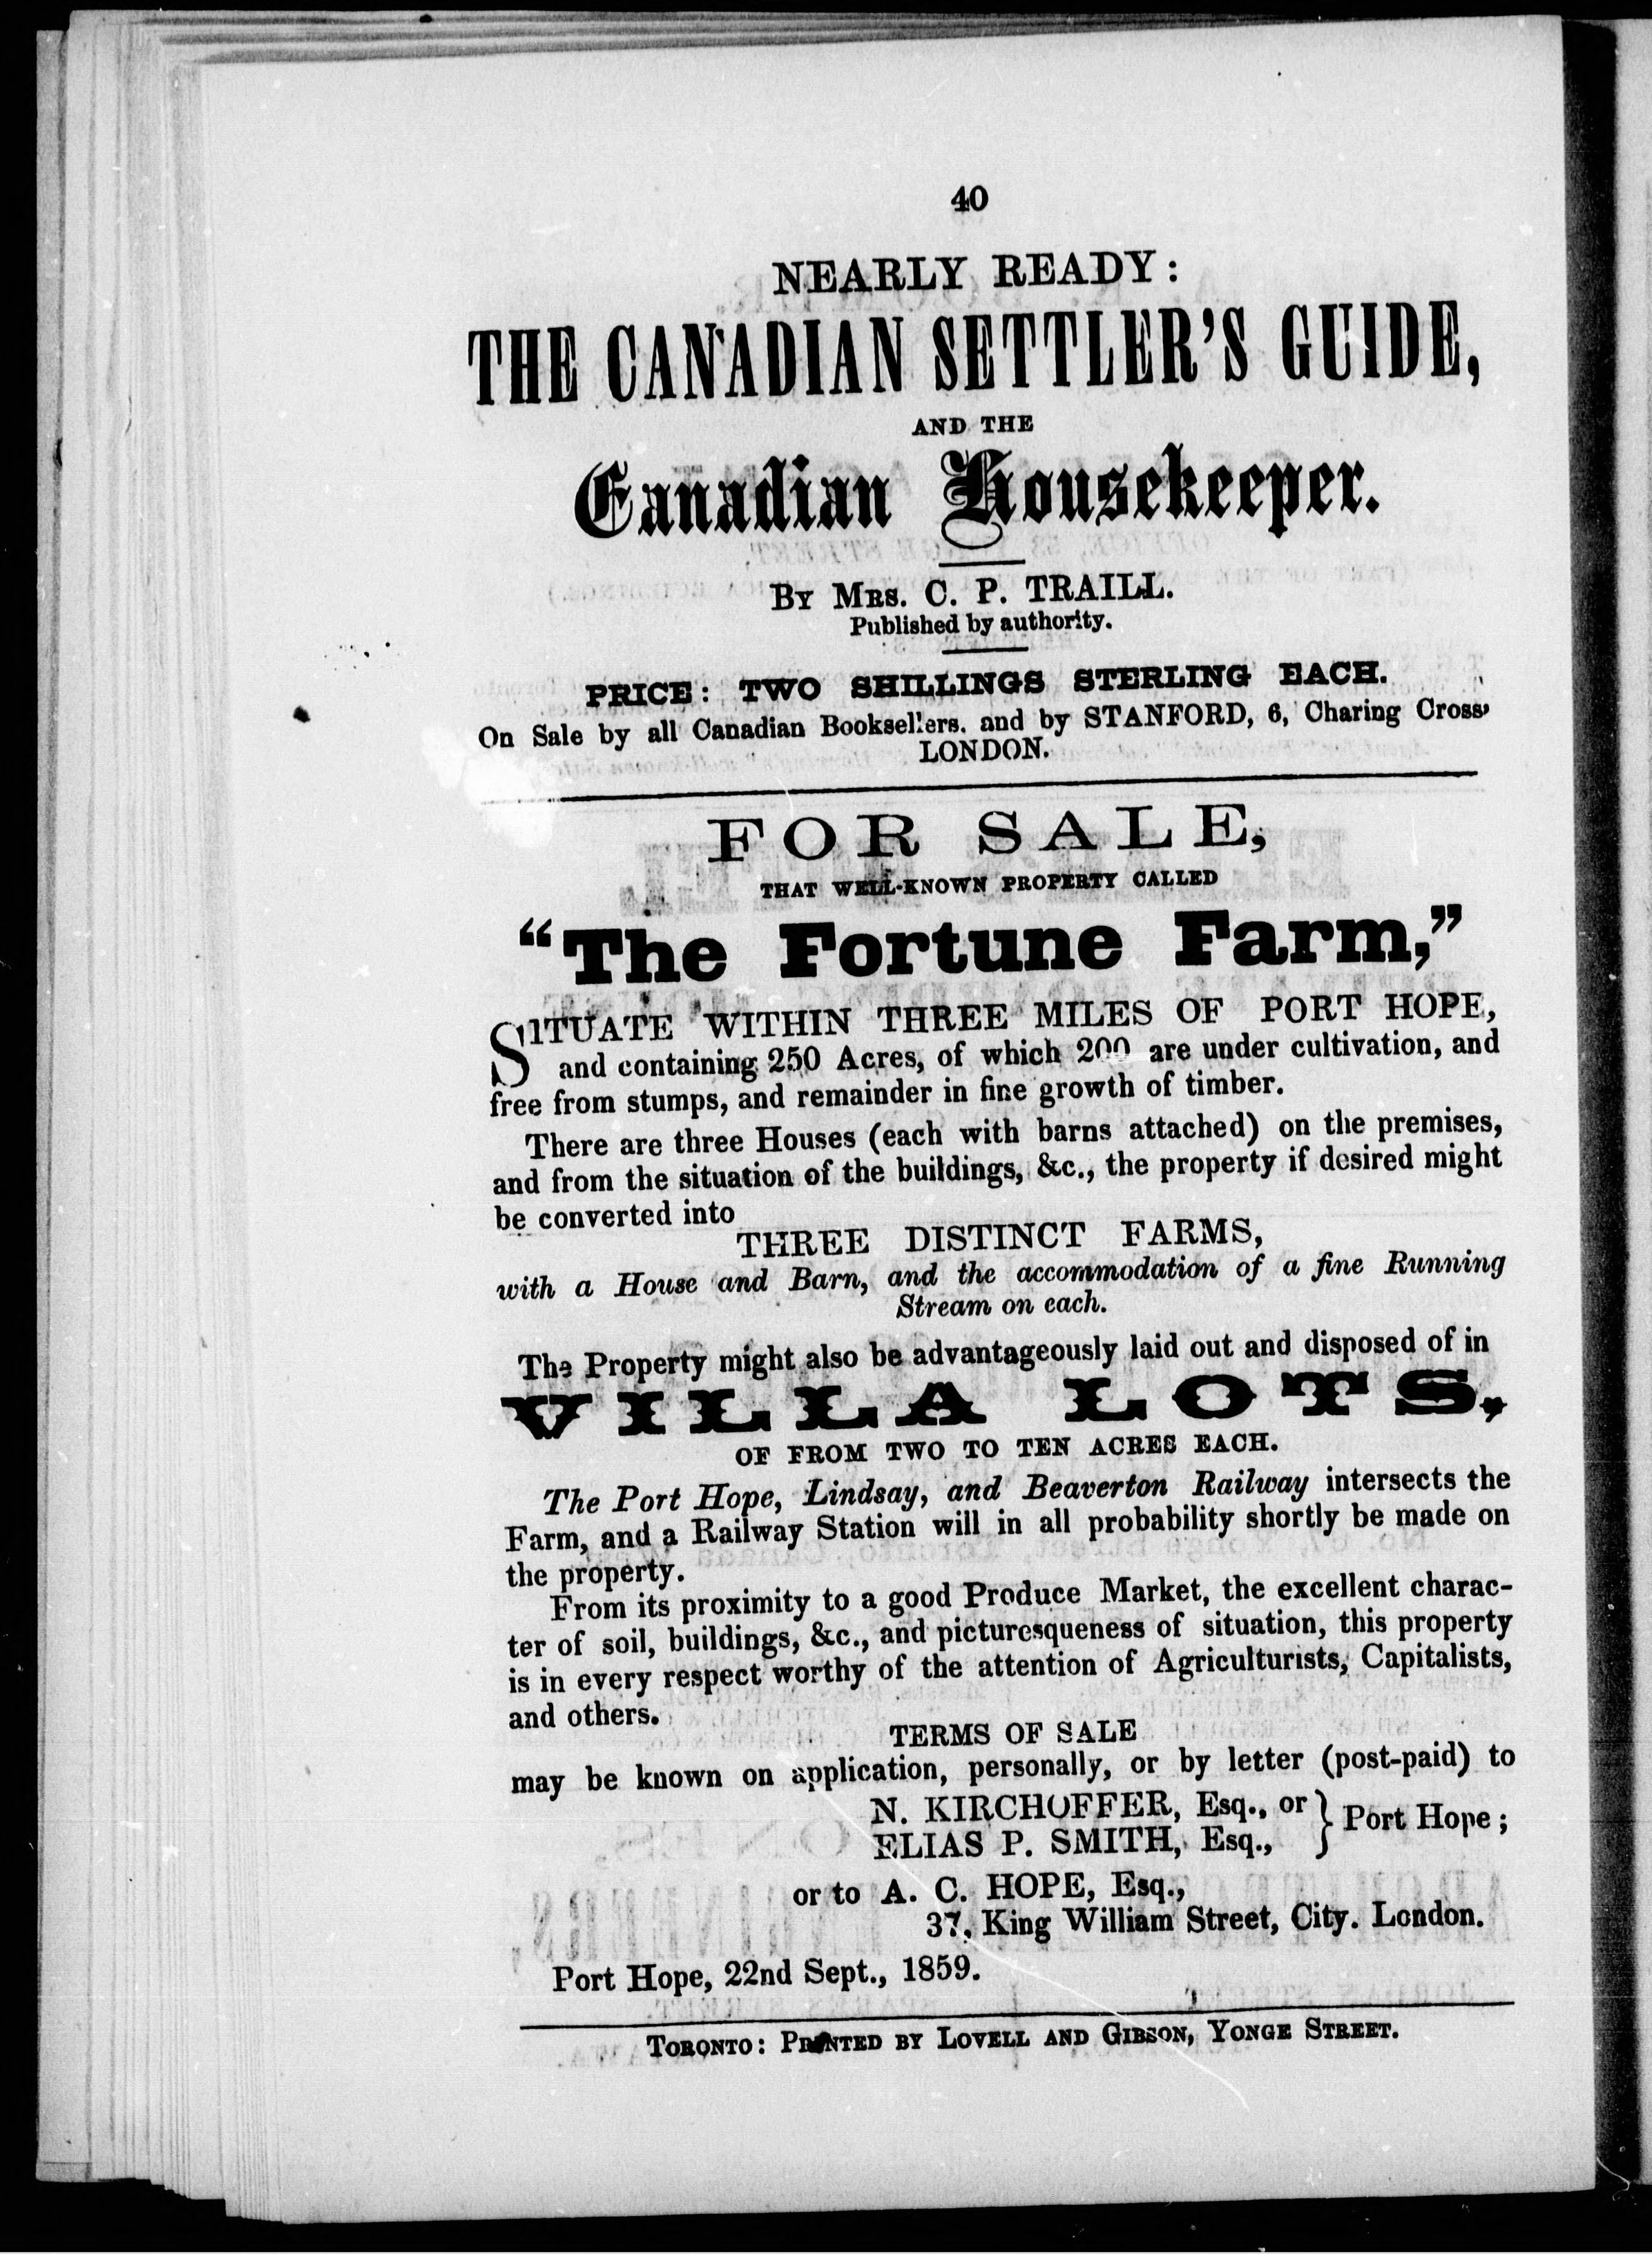 40
NEARLY READY:
THE CANADIAN SETTLER'S GUIDE,
AND THE
Canadian Housekeeper.
BY MRS. C. P. TRAILL.
Published by authority.
PRICE: TWO SHILLINGS STERLING EACH.
On Sale by all Canadian Booksellers. and by STANFORD, 6, Charing Cross,
LONDON.
FOR SALE,
THAT WELL-KNOWN PROPERTY CALLED
"The Fortune Farm,"
SITUATE WITHIN THREE MILES OF PORT HOPE,
and containing 250 Acres, of which 200 are under cultivation, and
free from stumps, and remainder in fine growth of timber.
There are three Houses (each with barns attached) on the premises,
and from the situation of the buildings, &c., the property if desired might
be converted into
THREE DISTINCT FARMS,
with a House and Barn, and the accommodation of a fine Running
Stream on each.
The Property might also be advantageously laid out and disposed of in
VILLA LOTS,
OF FROM TWO TO TEN ACRES EACH.
The Port Hope, Lindsay, and Beaverton Railway intersects the
Farm, and a Railway Station will in all probability shortly be made on
the property.
From its proximity to a good Produce Market, the excellent charac-
ter of soil, buildings, &c., and picturesqueness of situation, this property
is in every respect worthy of the attention of Agriculturists, Capitalists,
and others.
TERMS OF SALE
may be known on application, personally, or by letter (post-paid) to
N. KIRCHOFFER, Esq., or } Port Hope;
ELIAS P. SMITH, Esq.,
or to A. C. HOPE, Esq.,
37, King William Street, City. London.
Port Hope, 22nd Sept., 1859.
TORONTO: PRINTED BY LOVELL AND GIBSON, YONGE STREET.